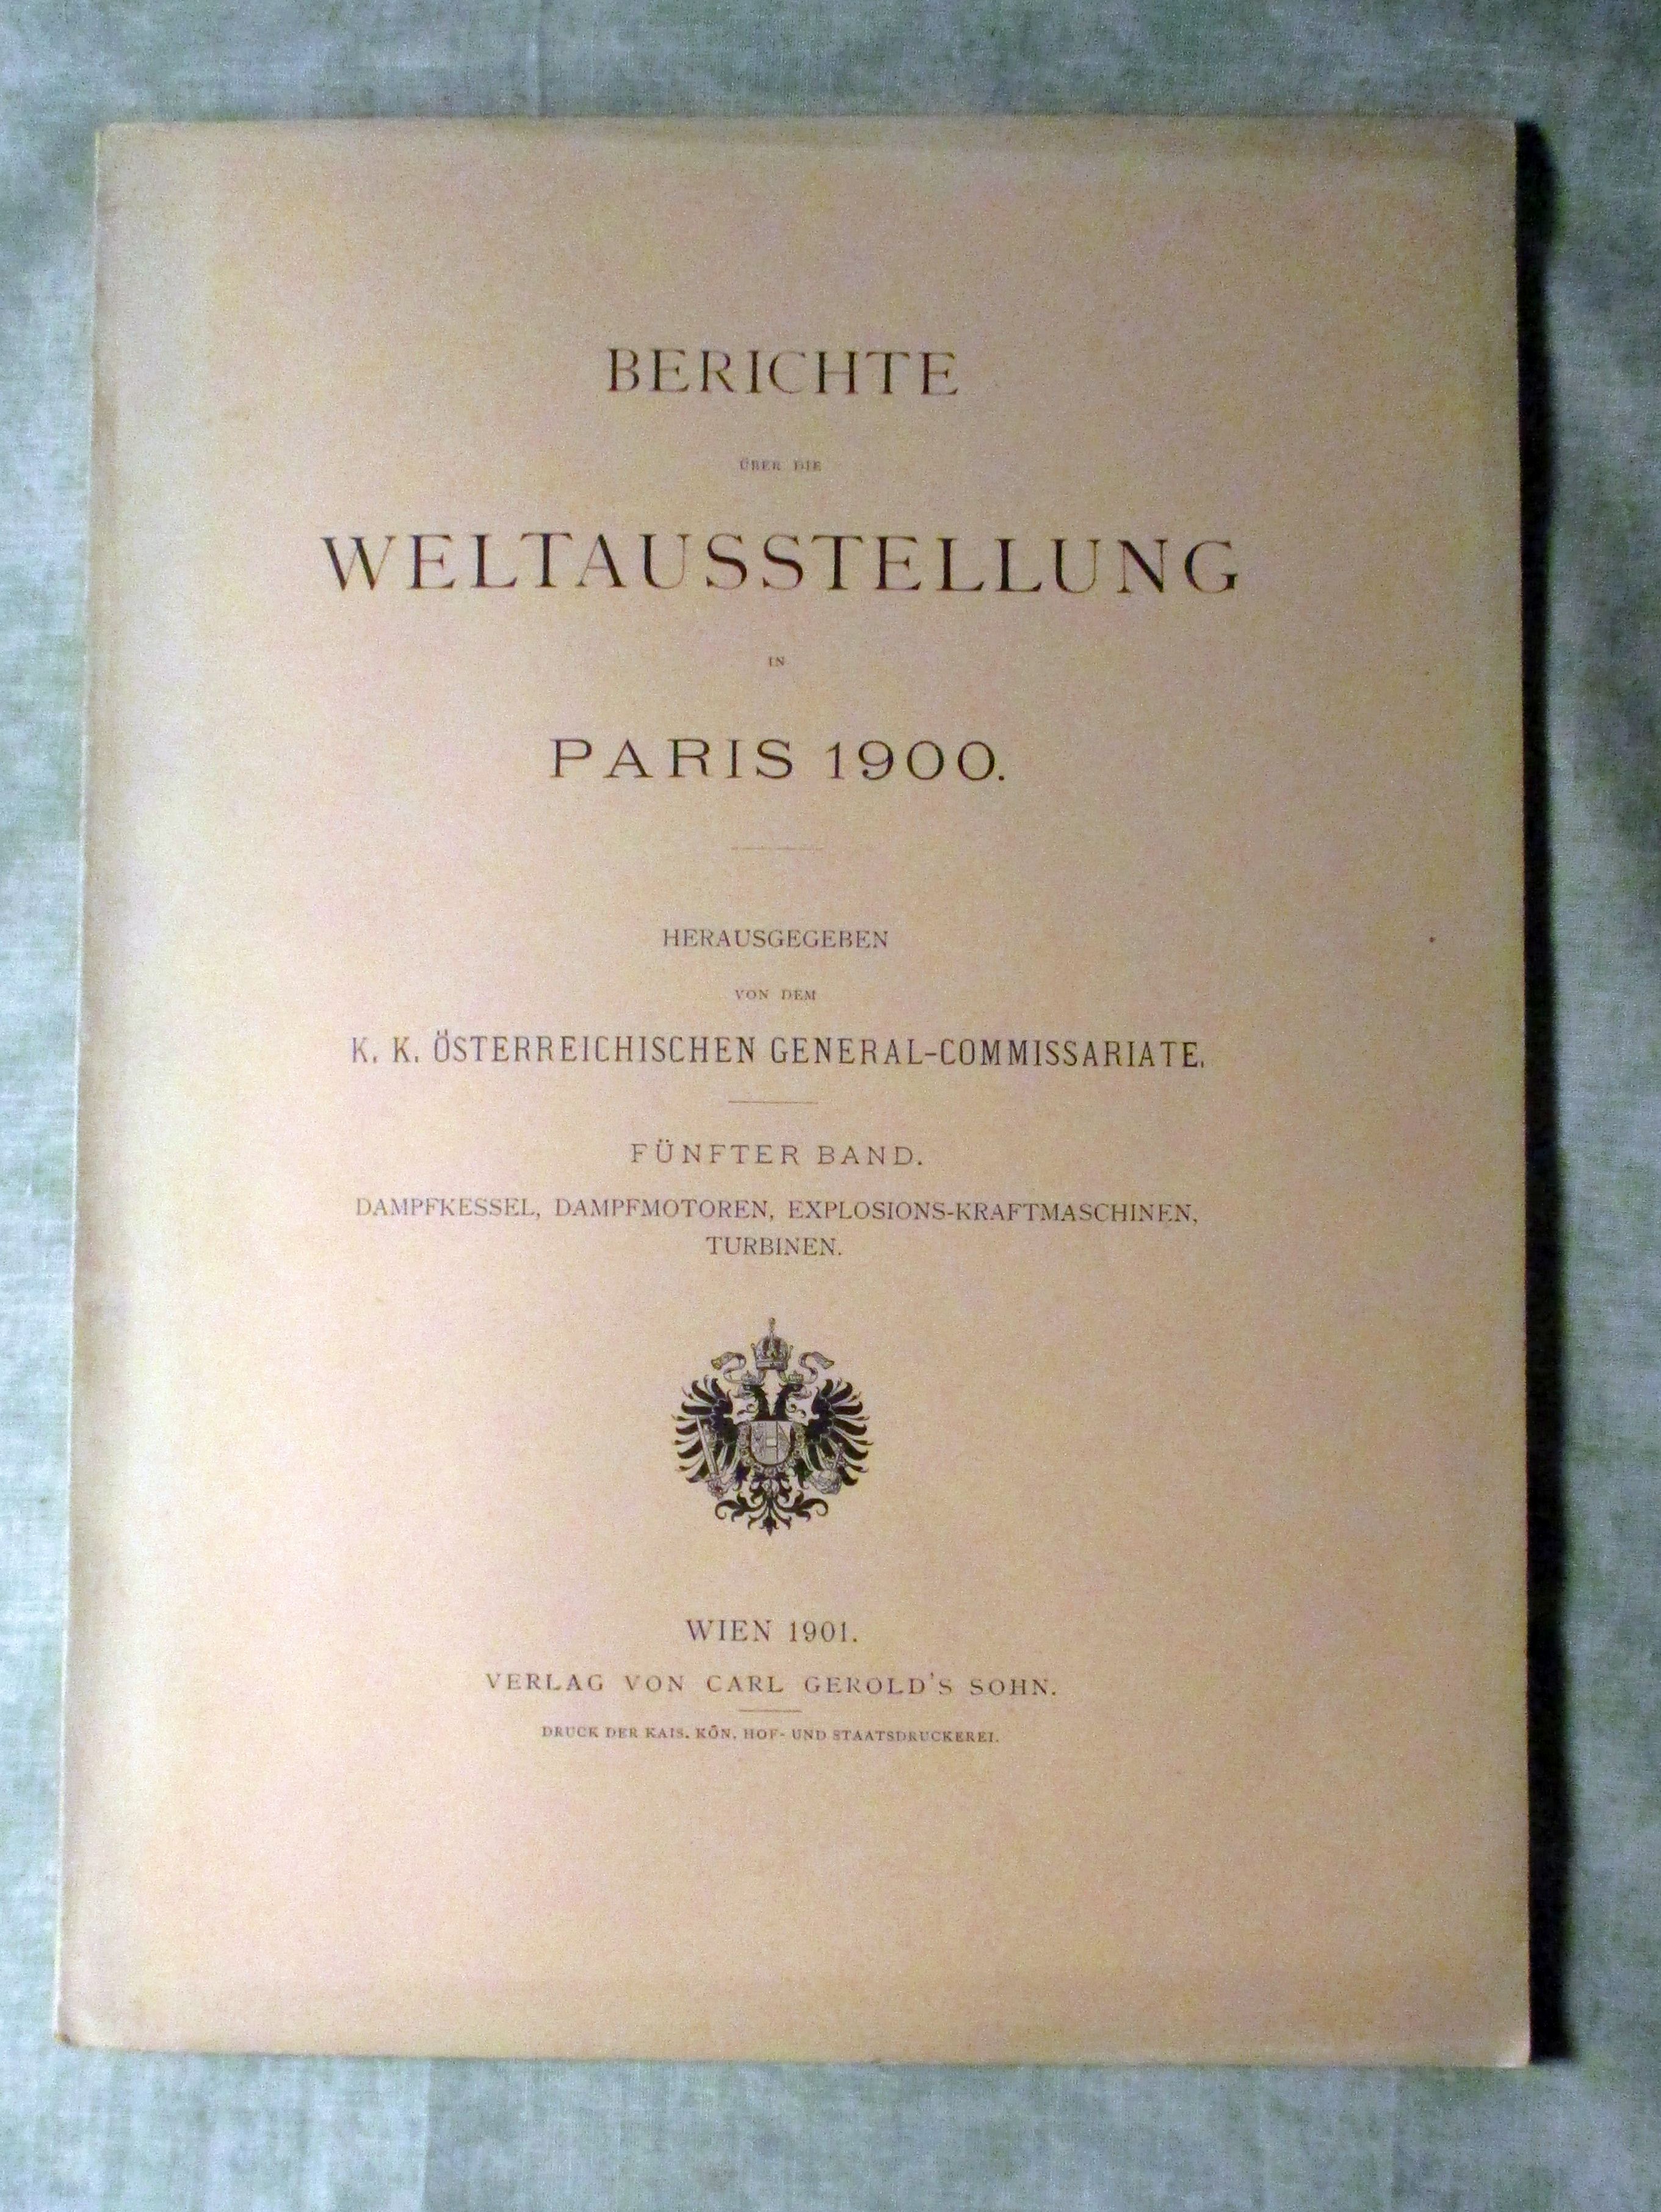 BERICHTE
ÜBER DIE
WELTAUSSTELLUNG
IN
PARIS 1900.
HERAUSGEGEBEN
VON DEM
K. K. ÖSTERREICHISCHEN GENERAL-COMMISSARIATE.
FÜNFTER BAND.
DAMPFKESSEL, DAMPFMOTOREN, EXPLOSIONS-KRAFTMASCHINEN,
TURBINEN.
WIEN 1901.
VERLAG VON CARL GEROLD'S SOHN.
DRUCK DER KAIS. KÖN. HOF- UND STAATSDRUCKEREI.